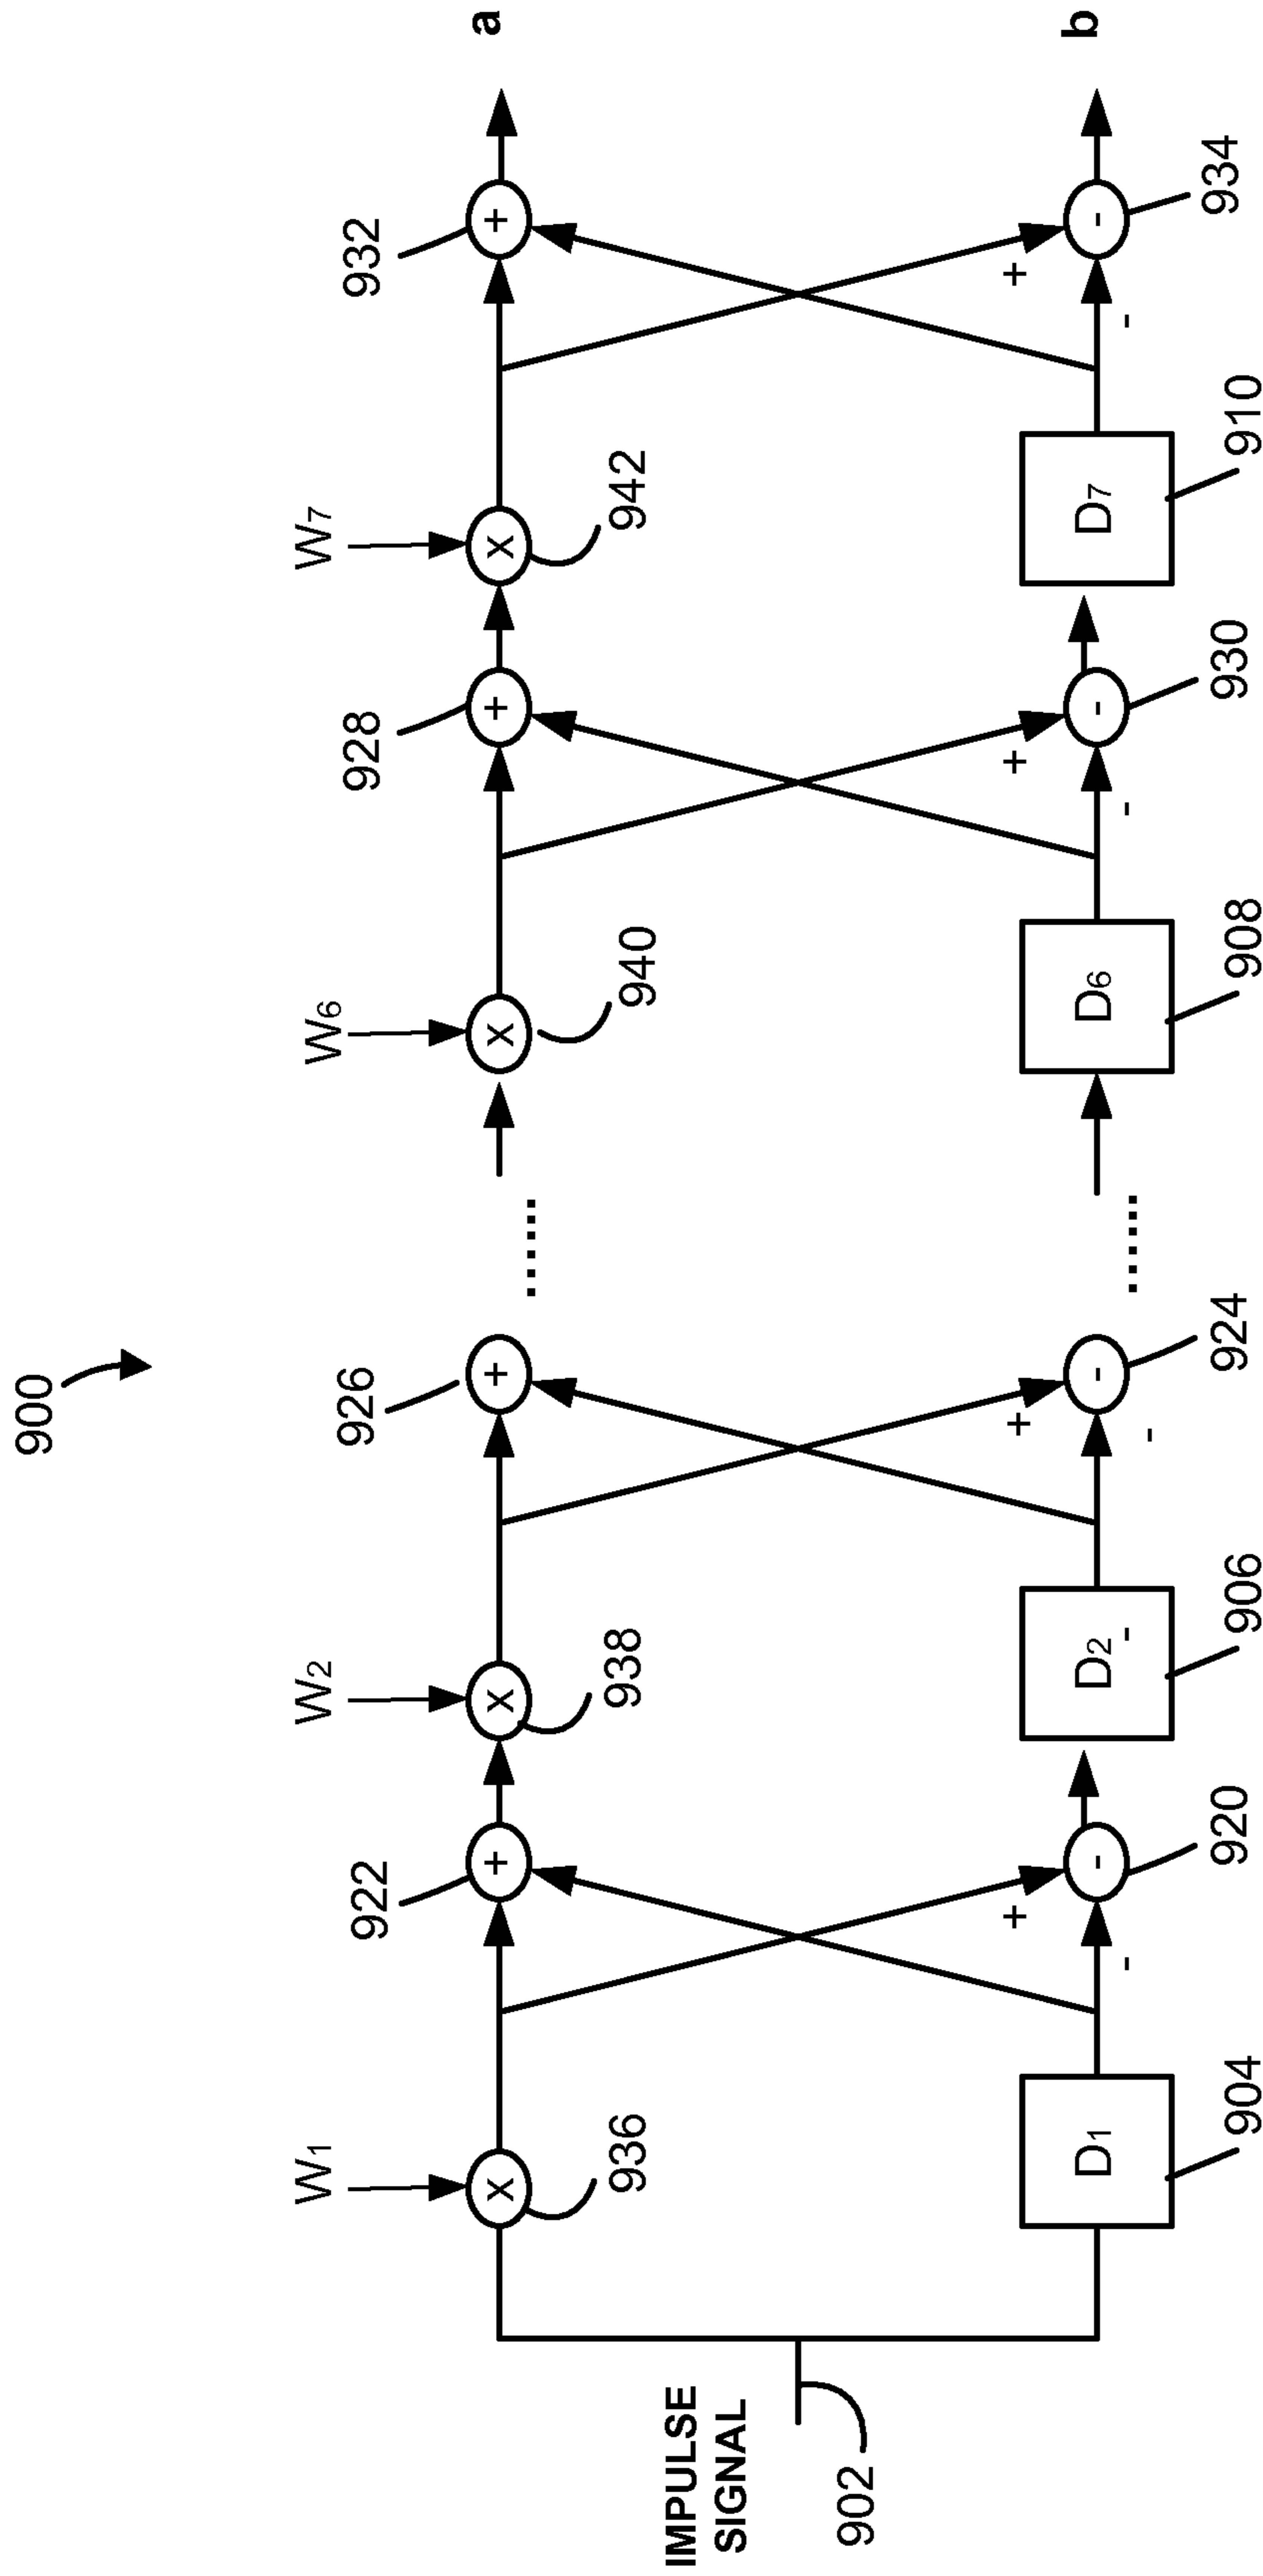 900
W1
W2
W6
W7
922
926
928
932
a
X
+
X
+
X
+
X
+
936
938
940
942
IMPULSE
SIGNAL
902
+
+
+
+
D1
-
D2
-
-
D6
-
D7
-
b
-
-
-
-
-
904
920
906
924
908
930
910
934